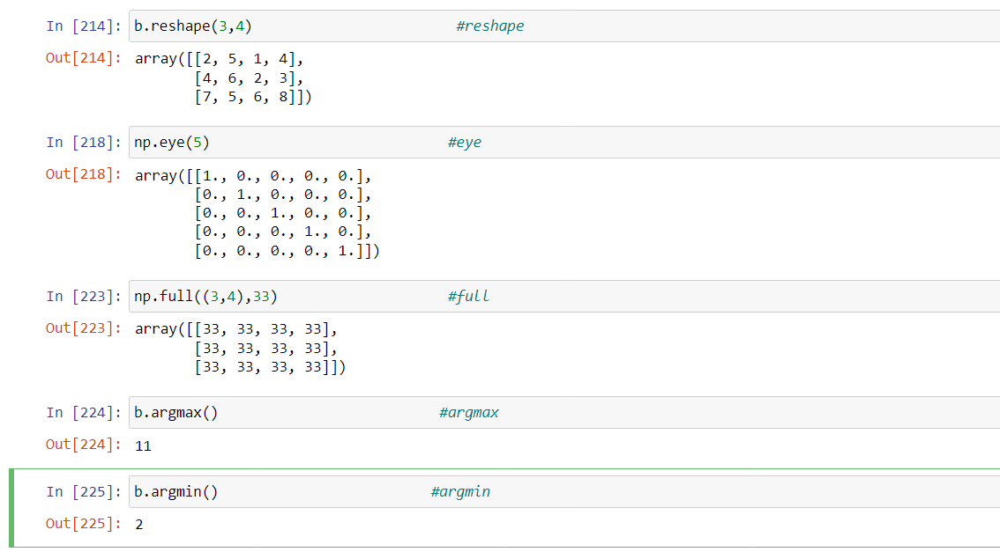 In [214]: b.reshape(3,4) #reshape
Out[214]: array([[2, 5, 1, 4],
[4, 6, 2, 3],
[7, 5, 6, 8]])
In [218]: np.eye(5) #eye
Out[218]: array([[1., 0., 0., 0., 0.],
[0., 1., 0., 0., 0.],
[0., 0., 1., 0., 0.],
[0., 0., 0., 1., 0.],
[0., 0., 0., 0., 1.]])
In [223]: np.full((3,4),33) #full
Out[223]: array([[33, 33, 33, 33],
[33, 33, 33, 33],
[33, 33, 33, 33]])
In [224]: b.argmax() #argmax
Out[224]: 11
In [225]: b.argmin() #argmin
Out[225]: 2